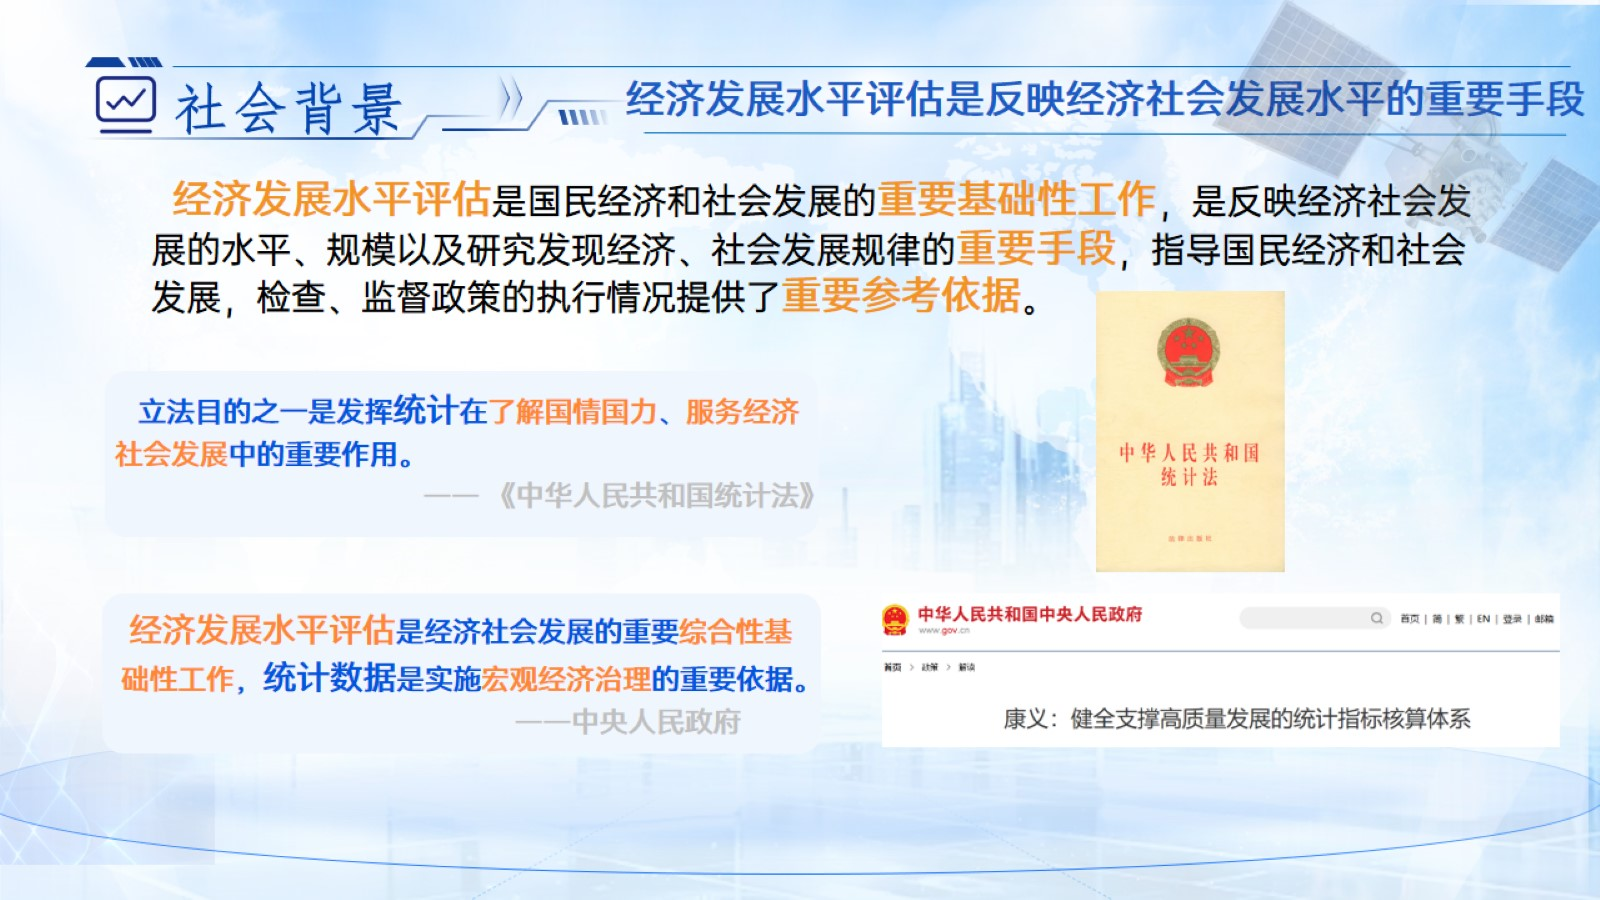 社会背景
经济发展水平评估是反映经济社会发展水平的重要手段
经济发展水平评估是国民经济和社会发展的重要基础性工作，是反映经济社会发
展的水平、规模以及研究发现经济、社会发展规律的重要手段，指导国民经济和社会
发展，检查、监督政策的执行情况提供了重要参考依据。
立法目的之一是发挥统计在了解国情国力、服务经济
社会发展中的重要作用。
—— 《中华人民共和国统计法》
中华人民共和国
统计法
法律出版社
经济发展水平评估是经济社会发展的重要综合性基
础性工作，统计数据是实施宏观经济治理的重要依据。
——中央人民政府
中华人民共和国中央人民政府
www.gov.cn
首页 | 简 | 繁 | EN | 登录 | 邮箱
首页 > 政策 > 解读
康义：健全支撑高质量发展的统计指标核算体系